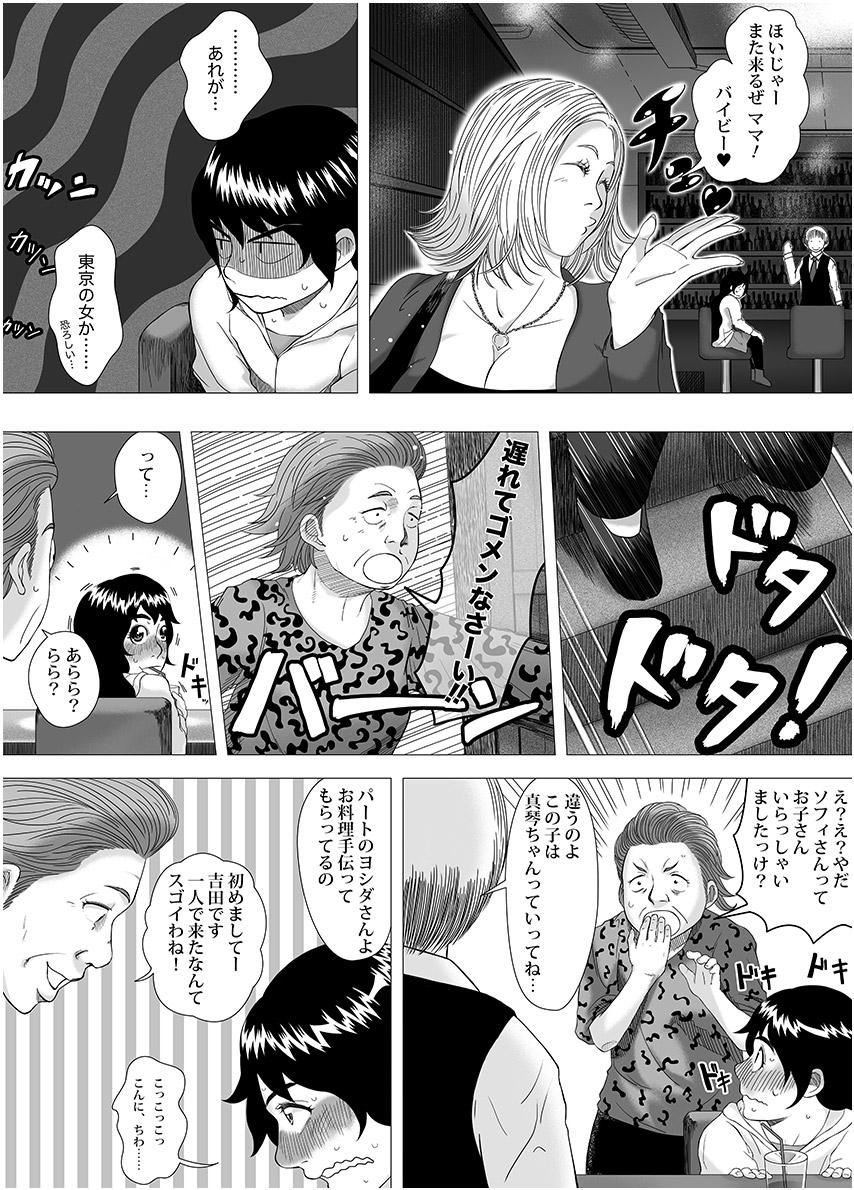 ほいじゃー
また来るぜ ママ！
バイビー♥
チュッ♥
…………
あれが…
カツン
カツン
カツン
東京の女か……
恐ろしい…
ドタ
ドタ！
遅れてゴメンなさーい!!
バーーン
って…
あらら？
らら？
ドキッ
え？え？やだ
ソフィさんって
お子さん
いらっしゃい
ましたっけ？
ドキ
ドキ
違うのよ
この子は
真琴ちゃんっていってね…
パートのヨシダさんよ
お料理手伝って
もらってるの
初めましてー
吉田です
一人で来たなんて
スゴイわね！
こっこっこっ
こんに、ちわ……